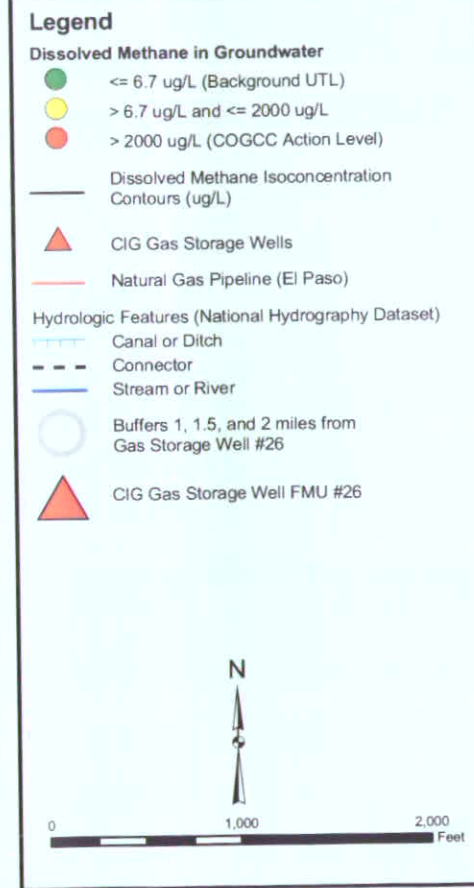 Legend
Dissolved Methane in Groundwater
<= 6.7 ug/L (Background UTL)
> 6.7 ug/L and <= 2000 ug/L
> 2000 ug/L (COGCC Action Level)
Dissolved Methane Isoconcentration
Contours (ug/L)
CIG Gas Storage Wells
Natural Gas Pipeline (El Paso)
Hydrologic Features (National Hydrography Dataset)
Canal or Ditch
Connector
Stream or River
Buffers 1, 1.5, and 2 miles from
Gas Storage Well #26
CIG Gas Storage Well FMU #26
N
0 1,000 2,000
Feet